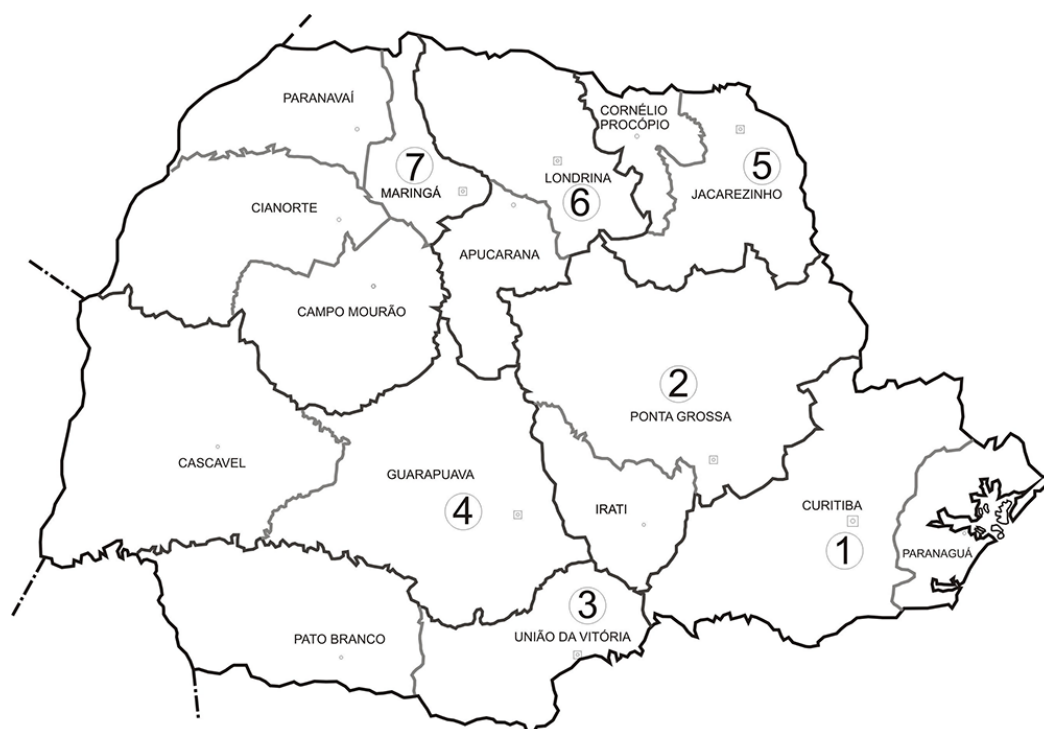 PARANAVAÍ
CORNÉLIO
PROCÓPIO
7
MARINGÁ
LONDRINA
6
5
JACAREZINHO
CIANORTE
APUCARANA
CAMPO MOURÃO
2
PONTA GROSSA
CASCAVEL
GUARAPUAVA
4
IRATI
CURITIBA
1
PARANAGUÁ
3
UNIÃO DA VITÓRIA
PATO BRANCO